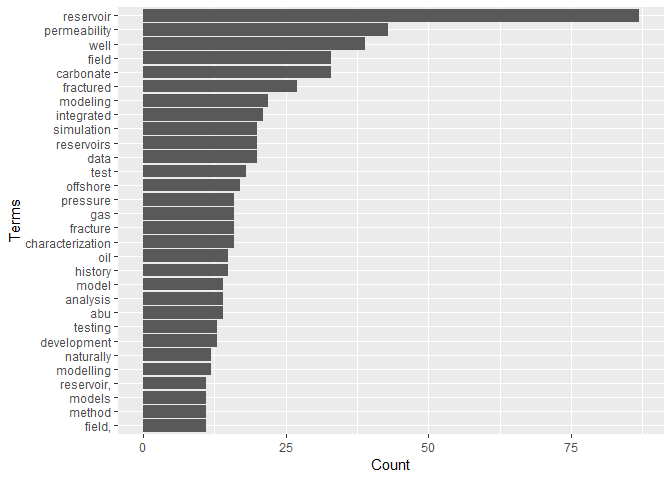 reservoir
permeability
well
field
carbonate
fractured
modeling
integrated
simulation
reservoirs
data
test
offshore
pressure
gas
fracture
characterization
oil
history
model
analysis
abu
testing
development
naturally
modelling
reservoir,
models
method
field,
Terms
0 25 50 75
Count